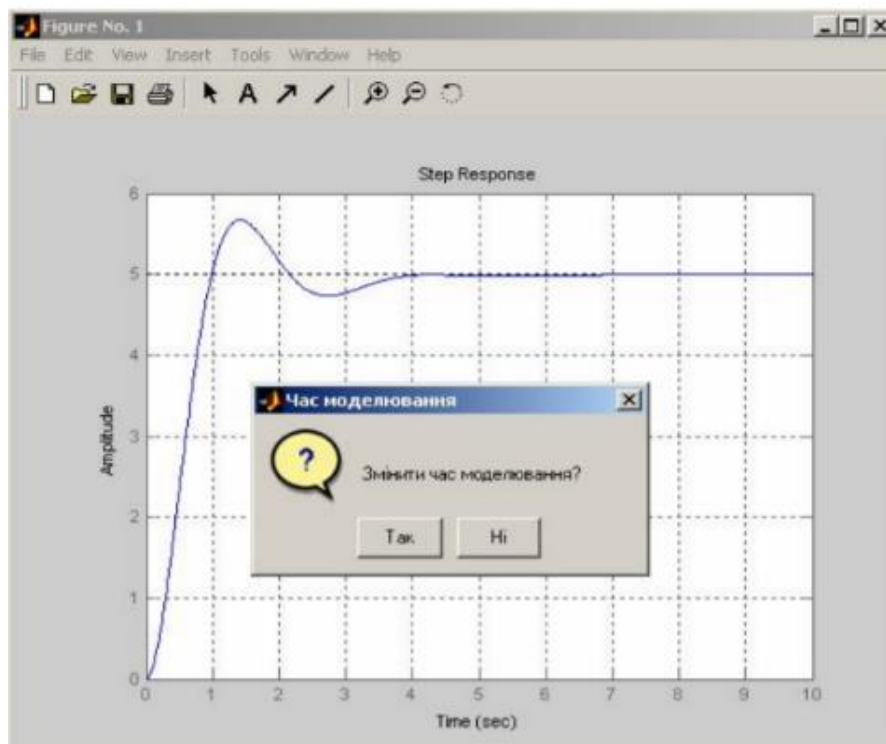 Figure No. 1
File Edit View Insert Tools Window Help
A
Step Response
6
5
4
3
2
1
0
Amplitude
Час моделювання
?
Змінити час моделювання?
Так Ні
0 1 2 3 4 5 6 7 8 9 10
Time (sec)